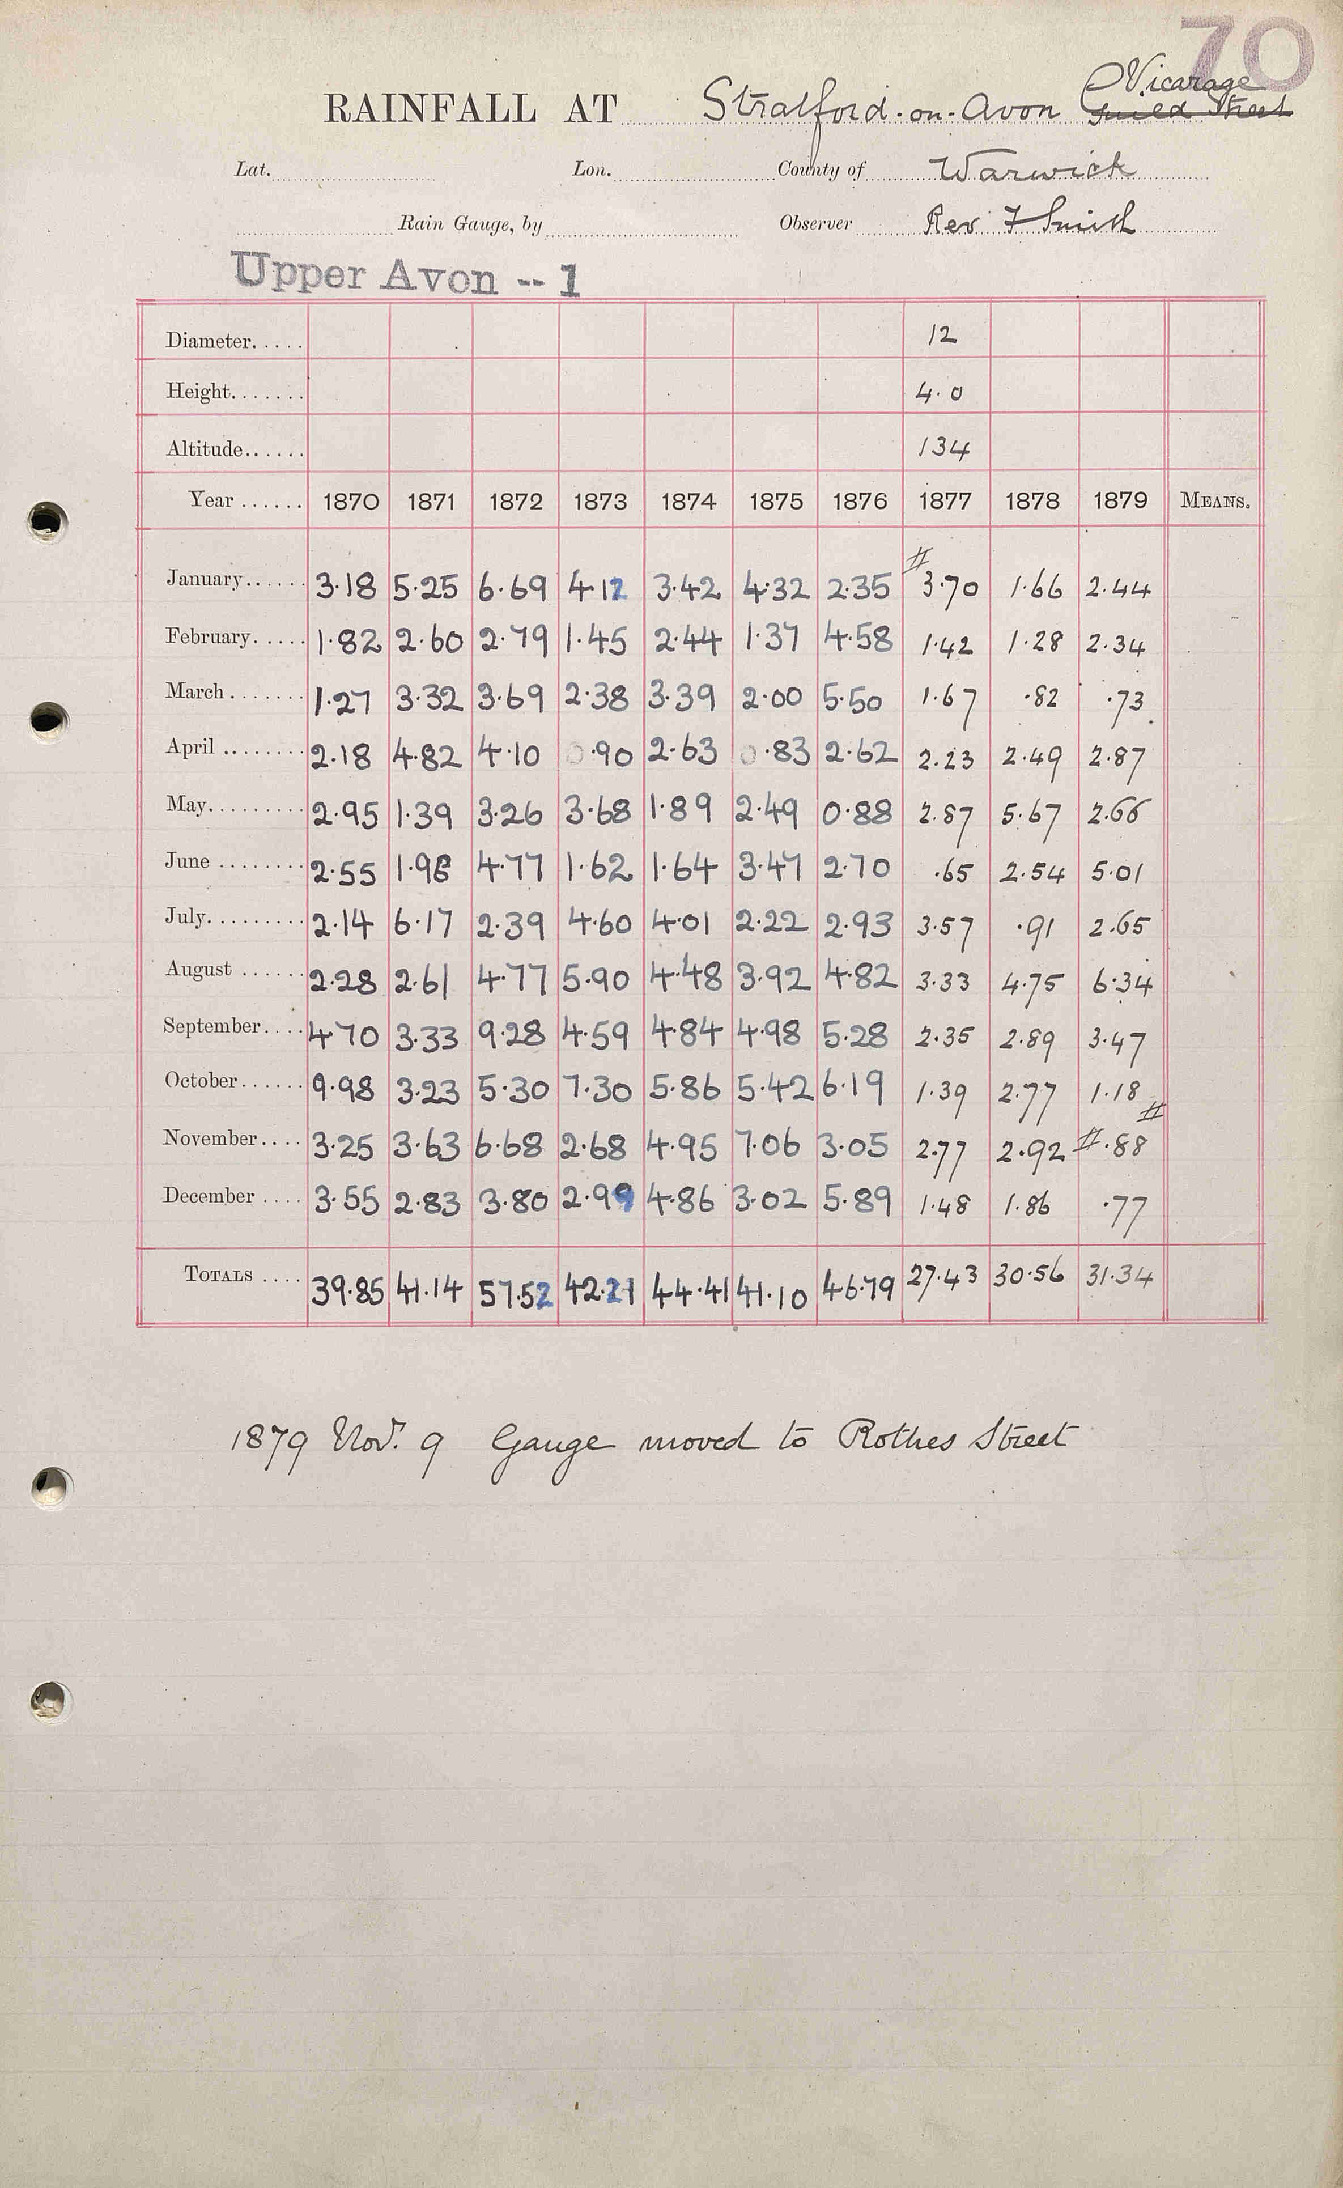 70
RAINFALL AT Stratford-on-Avon Vicarage
Guild Street
Lat. Lon. County of Warwick
Rain Gauge, by Observer Rev. F Smith
Upper Avon -- 1
Diameter..... 12
Height....... 4.0
Altitude...... 134
Year ...... 1870 1871 1872 1873 1874 1875 1876 1877 1878 1879 MEANS.
January...... 3.18 5.25 6.69 4.12 3.42 4.32 2.35 # 3.70 1.66 2.44
February..... 1.82 2.60 2.79 1.45 2.44 1.37 4.58 1.42 1.28 2.34
March ....... 1.27 3.32 3.69 2.38 3.39 2.00 5.50 1.67 .82 .73
April ........ 2.18 4.82 4.10 0.90 2.63 0.83 2.62 2.23 2.49 2.87
May......... 2.95 1.39 3.26 3.68 1.89 2.49 0.88 2.87 5.67 2.66
June ........ 2.55 1.96 4.77 1.62 1.64 3.47 2.70 .65 2.54 5.01
July......... 2.14 6.17 2.39 4.60 4.01 2.22 2.93 3.57 .91 2.65
August ...... 2.28 2.61 4.77 5.90 4.48 3.92 4.82 3.33 4.75 6.34
September.... 4.70 3.33 9.28 4.59 4.84 4.98 5.28 2.35 2.89 3.47
October...... 9.98 3.23 5.30 7.30 5.86 5.42 6.19 1.39 2.77 1.18
November.... 3.25 3.63 6.68 2.68 4.95 7.06 3.05 2.77 2.92 # .88 #
December .... 3.55 2.83 3.80 2.99 4.86 3.02 5.89 1.48 1.86 .77
TOTALS .... 39.85 41.14 57.52 42.21 44.41 41.10 46.79 27.43 30.56 31.34
1879 Nov. 9 Gauge moved to Rothes Street